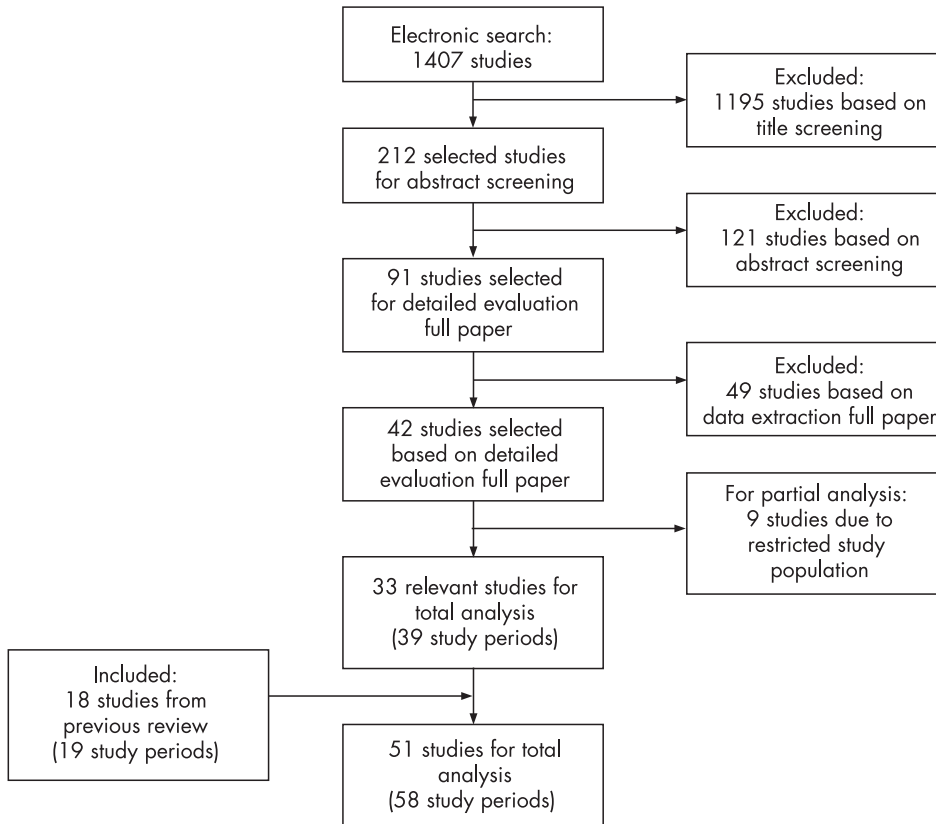 Electronic search:
1407 studies
Excluded:
1195 studies based on
title screening
212 selected studies
for abstract screening
Excluded:
121 studies based on
abstract screening
91 studies selected
for detailed evaluation
full paper
Excluded:
49 studies based on
data extraction full paper
42 studies selected
based on detailed
evaluation full paper
For partial analysis:
9 studies due to
restricted study
population
33 relevant studies for
total analysis
(39 study periods)
Included:
18 studies from
previous review
(19 study periods)
51 studies for total
analysis
(58 study periods)